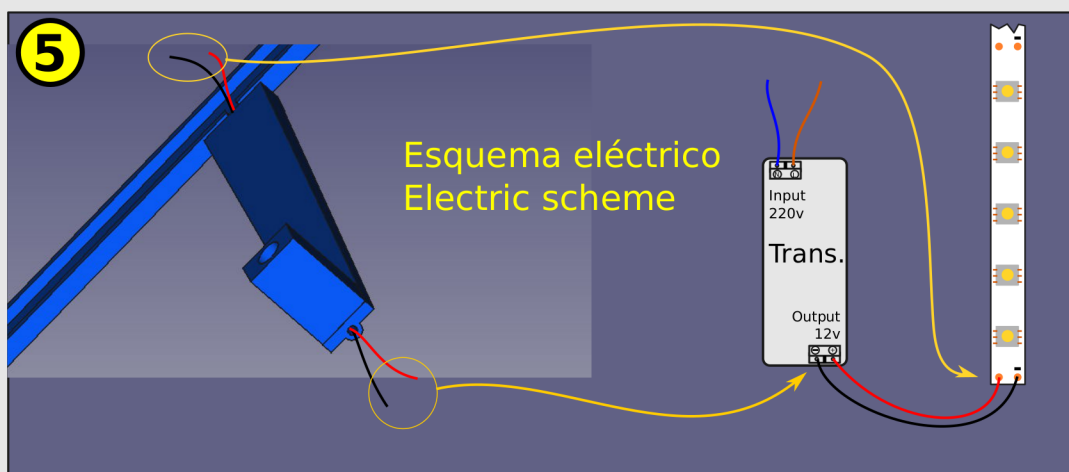 5
Esquema eléctrico
Electric scheme
Input
220v
Trans.
Output
12v